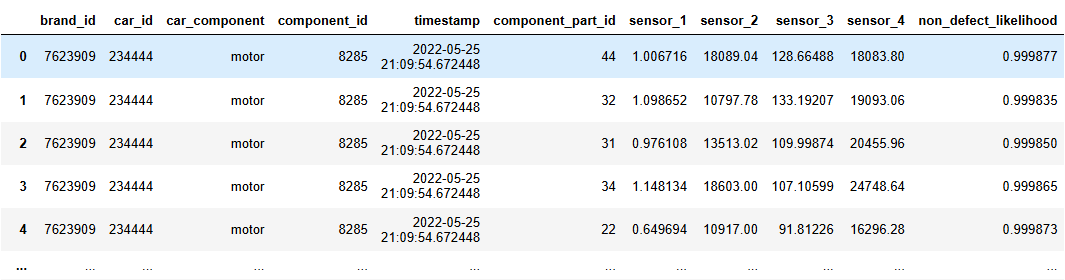 brand_id car_id car_component component_id timestamp component_part_id sensor_1 sensor_2 sensor_3 sensor_4 non_defect_likelihood
0 7623909 234444 motor 8285 2022-05-25 21:09:54.672448 44 1.006716 18089.04 128.66488 18083.80 0.999877
1 7623909 234444 motor 8285 2022-05-25 21:09:54.672448 32 1.098652 10797.78 133.19207 19093.06 0.999835
2 7623909 234444 motor 8285 2022-05-25 21:09:54.672448 31 0.976108 13513.02 109.99874 20455.96 0.999850
3 7623909 234444 motor 8285 2022-05-25 21:09:54.672448 34 1.148134 18603.00 107.10599 24748.64 0.999865
4 7623909 234444 motor 8285 2022-05-25 21:09:54.672448 22 0.649694 10917.00 91.81226 16296.28 0.999873
... ... ... ... ... ... ... ... ... ... ... ...